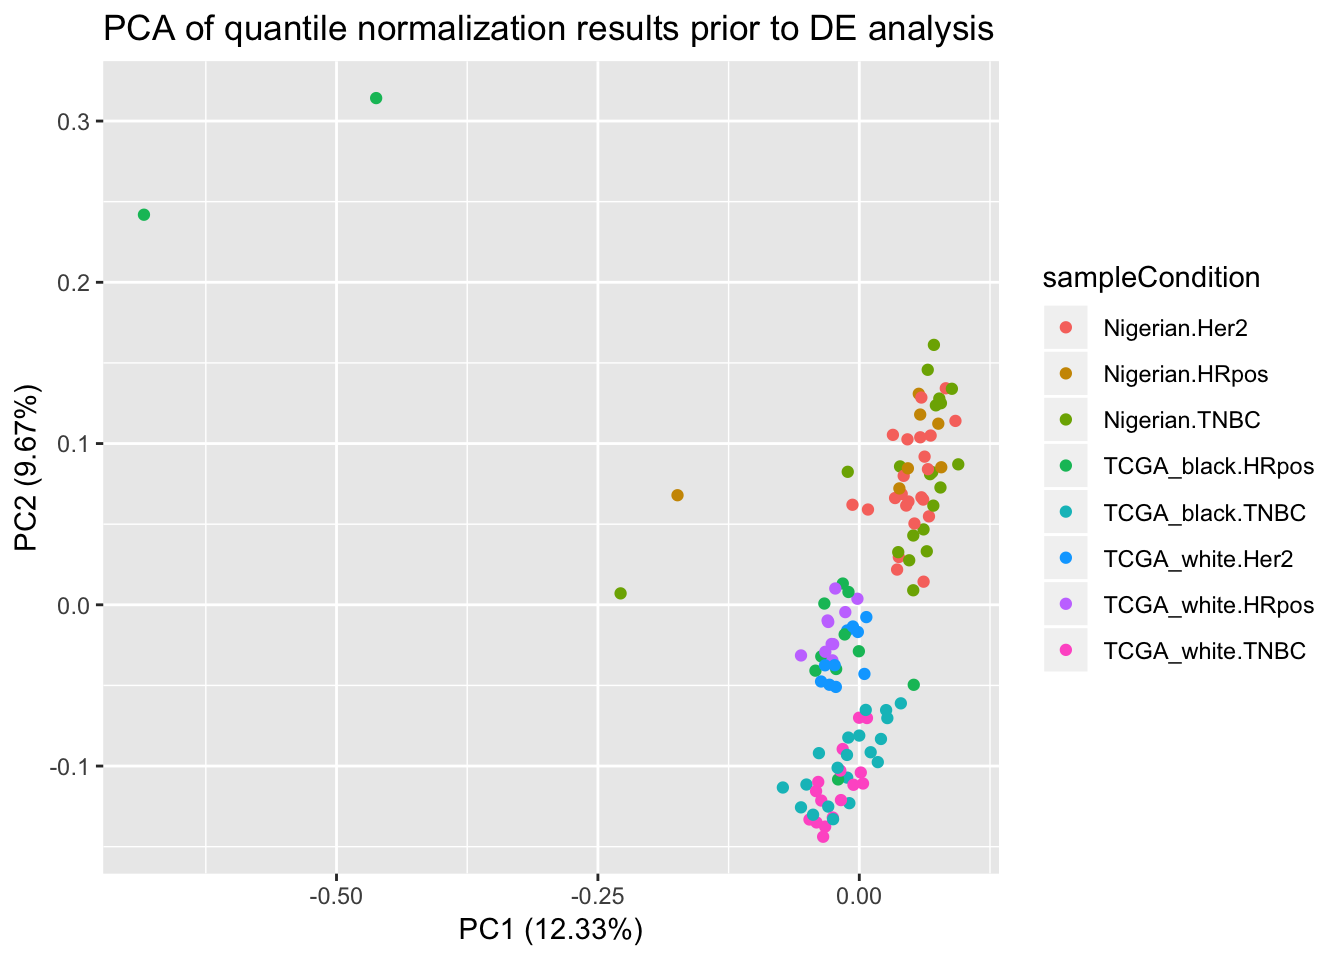 PCA of quantile normalization results prior to DE analysis
0.3
0.2
0.1
0.0
-0.1
PC2 (9.67%)
-0.50
-0.25
0.00
PC1 (12.33%)
sampleCondition
Nigerian.Her2
Nigerian.HRpos
Nigerian.TNBC
TCGA_black.HRpos
TCGA_black.TNBC
TCGA_white.Her2
TCGA_white.HRpos
TCGA_white.TNBC